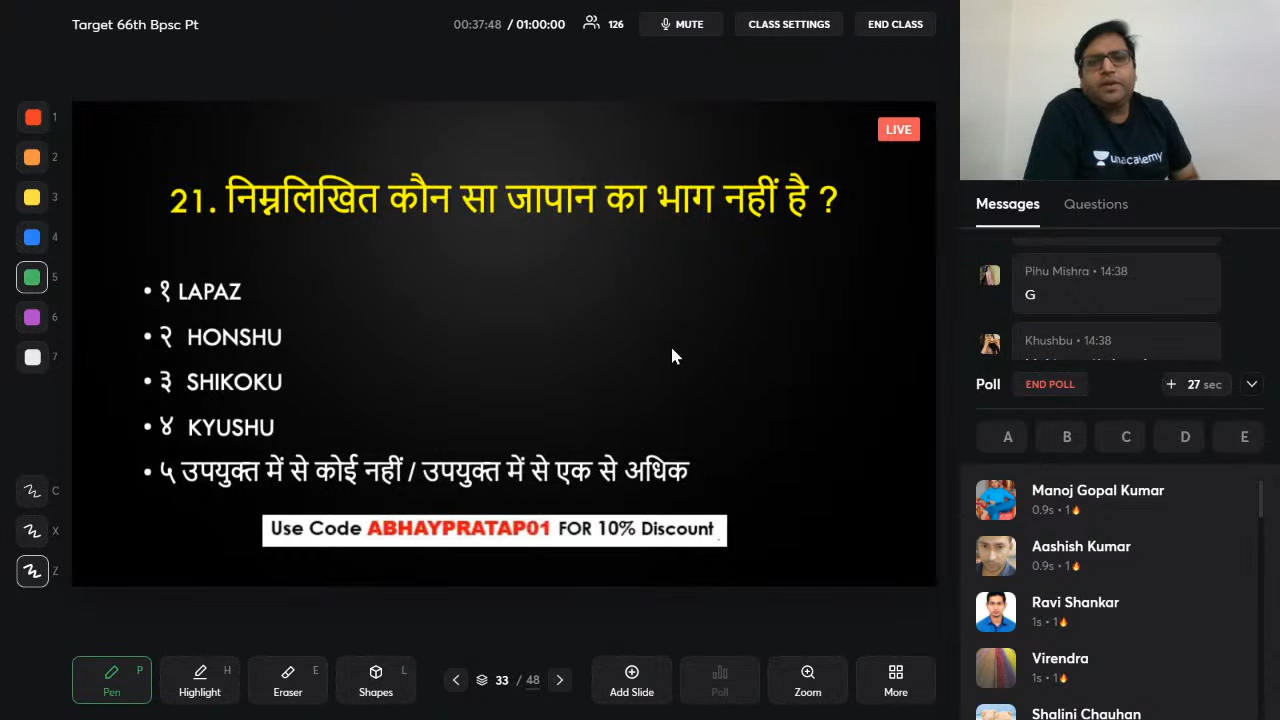 Target 66th Bpsc Pt
00:37:48 / 01:00:00
126
MUTE
CLASS SETTINGS
END CLASS
1
2
3
4
5
6
7
C
X
Z
LIVE
21. निम्नलिखित कौन सा जापान का भाग नहीं है ?
• १ LAPAZ
• २ HONSHU
• ३ SHIKOKU
• ४ KYUSHU
• ५ उपयुक्त में से कोई नहीं / उपयुक्त में से एक से अधिक
Use Code ABHAYPRATAP01 FOR 10% Discount .
unacademy
Messages
Questions
Pihu Mishra • 14:38
G
Khushbu • 14:38
Poll
END POLL
+ 27 sec
A
B
C
D
E
Manoj Gopal Kumar
0.9s • 1
Aashish Kumar
0.9s • 1
Ravi Shankar
1s • 1
Virendra
1s • 1
Shalini Chauhan
P
Pen
H
Highlight
E
Eraser
L
Shapes
33 / 48
Add Slide
Poll
Zoom
More